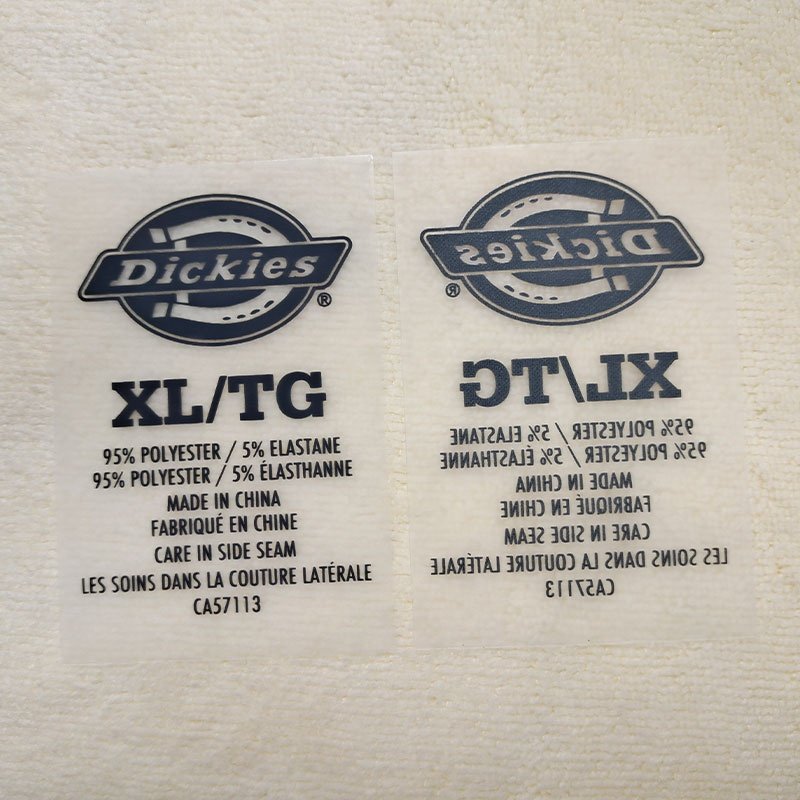 Dickies
®
XL/TG
95% POLYESTER / 5% ELASTANE
95% POLYESTER / 5% ÉLASTHANNE
MADE IN CHINA
FABRIQUÉ EN CHINE
CARE IN SIDE SEAM
LES SOINS DANS LA COUTURE LATÉRALE
CA57113
Dickies
®
XL/TG
95% POLYESTER / 5% ELASTANE
95% POLYESTER / 5% ÉLASTHANNE
MADE IN CHINA
FABRIQUÉ EN CHINE
CARE IN SIDE SEAM
LES SOINS DANS LA COUTURE LATÉRALE
CA57113